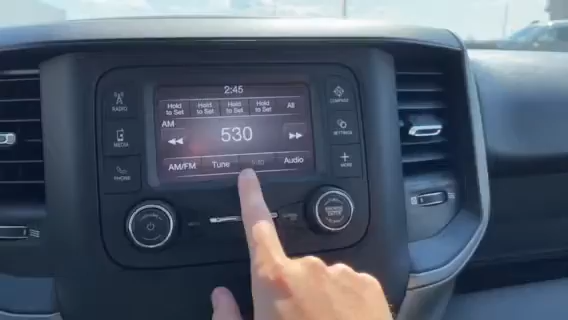 2:45
Hold to Set Hold to Set Hold to Set Hold to Set All
AM
530
AM/FM Tune Audio
RADIO
MEDIA
PHONE
COMPASS
SETTINGS
MORE